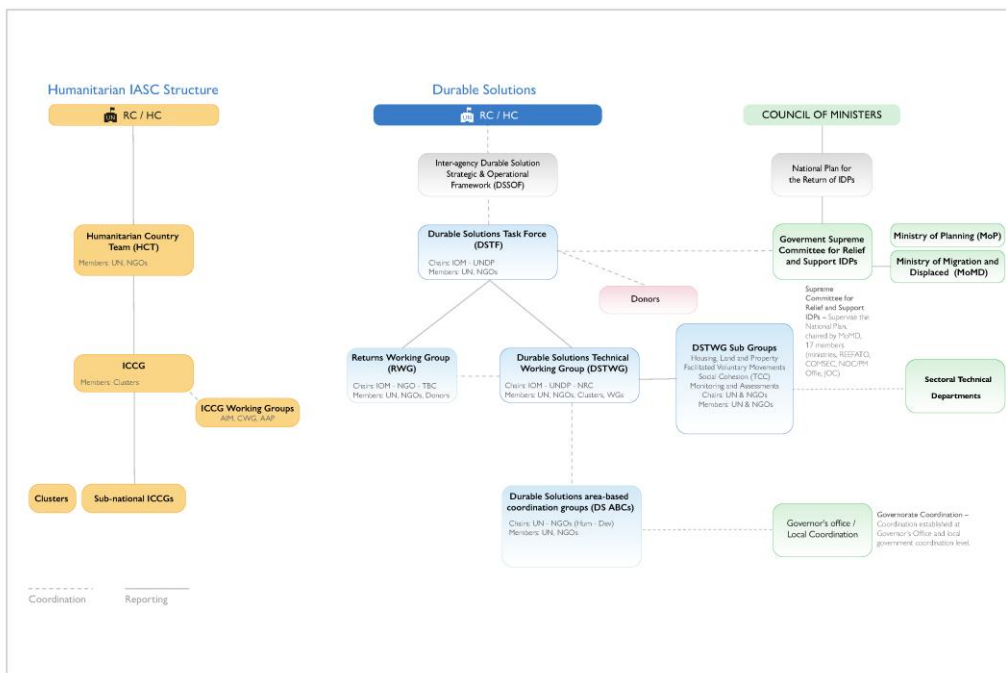 Humanitarian IASC Structure
UN
RC / HC
Humanitarian Country
Team (HCT)
Members: UN, NGOs
ICCG
Members: Clusters
ICCG Working Groups
AIM, CWG, AAP
Clusters
Sub-national ICCGs
Coordination
Reporting
Durable Solutions
UN
RC / HC
Inter-agency Durable Solution
Strategic & Operational
Framework (DSSOF)
Durable Solutions Task Force
(DSTF)
Chairs: IOM - UNDP
Members: UN, NGOs
Donors
Returns Working Group
(RWG)
Chairs: IOM - NGO - TBC
Members: UN, NGOs, Donors
Durable Solutions Technical
Working Group (DSTWG)
Chairs: IOM - UNDP - NRC
Members: UN, NGOs, Clusters, WGs
DSTWG Sub Groups
Housing, Land and Property
Facilitated Voluntary Movements
Social Cohesion (TCC)
Monitoring and Assessments
Chairs: UN & NGOs
Members: UN & NGOs
Durable Solutions area-based
coordination groups (DS ABCs)
Chairs: UN - NGOs (Hum - Dev)
Members: UN, NGOs
COUNCIL OF MINISTERS
National Plan for
the Return of IDPs
Goverment Supreme
Committee for Relief
and Support IDPs
Ministry of Planning (MoP)
Ministry of Migration and
Displaced (MoMD)
Supreme
Committee for
Relief and Support
IDPs – Supervise the
National Plan,
chaired by MoMD,
17 members
(ministries, REEFATO,
COMSEC, NOC/PM
Offie, JOC)
Sectoral Technical
Departments
Governor's office /
Local Coordination
Governorate Coordination –
Coordination established at
Governor's Office and local
government coordination level.